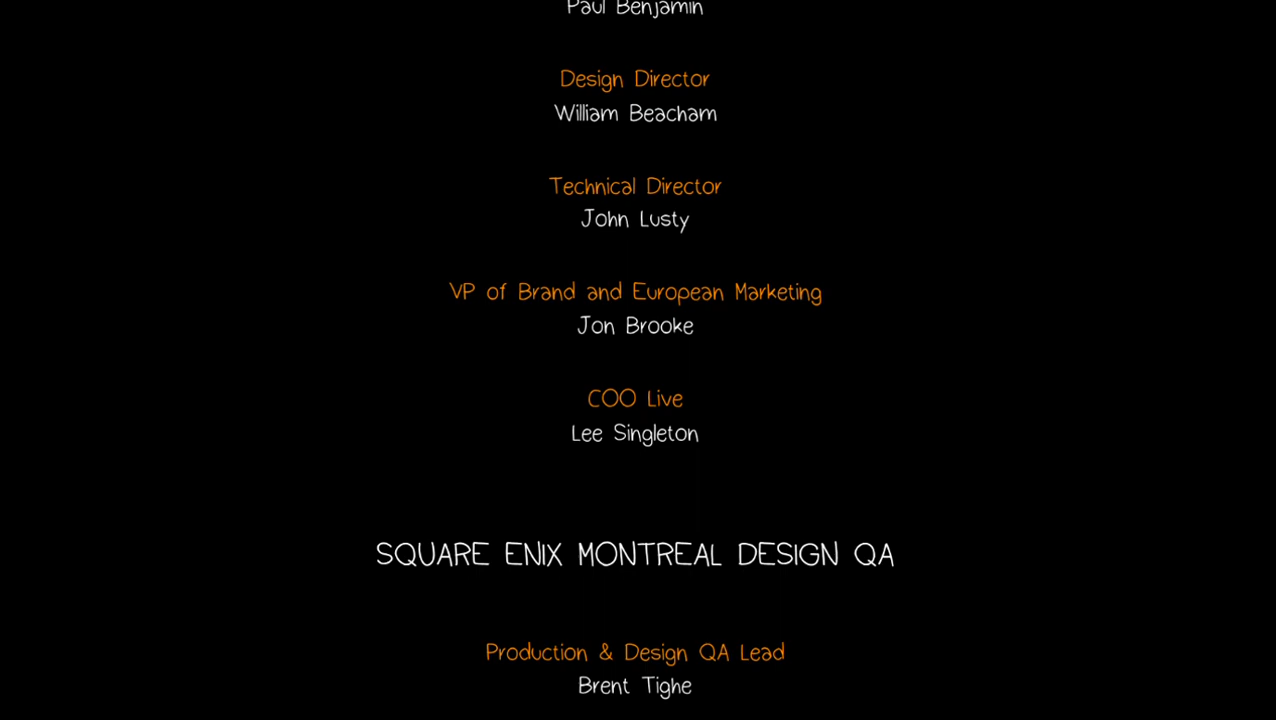 Paul Benjamin
Design Director
William Beacham
Technical Director
John Lusty
VP of Brand and European Marketing
Jon Brooke
COO Live
Lee Singleton
SQUARE ENIX MONTREAL DESIGN QA
Production & Design QA Lead
Brent Tighe